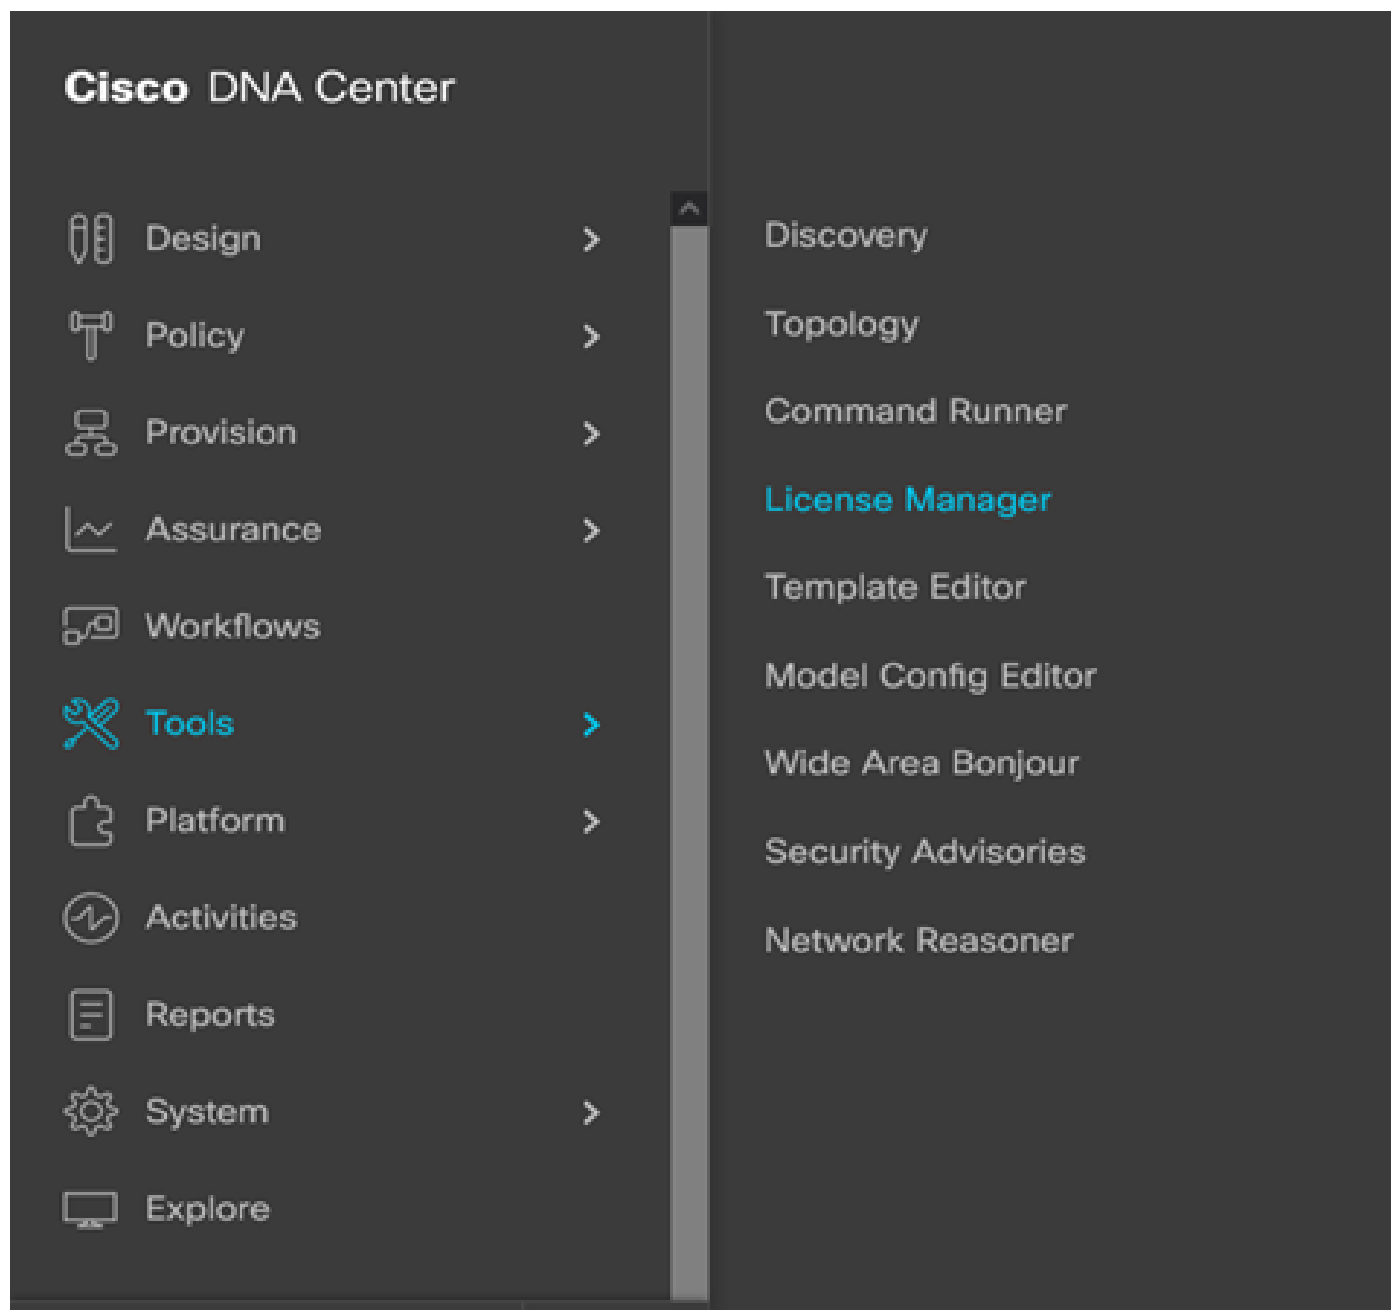 Cisco DNA Center
Design
Policy
Provision
Assurance
Workflows
Tools
Platform
Activities
Reports
System
Explore
Discovery
Topology
Command Runner
License Manager
Template Editor
Model Config Editor
Wide Area Bonjour
Security Advisories
Network Reasoner